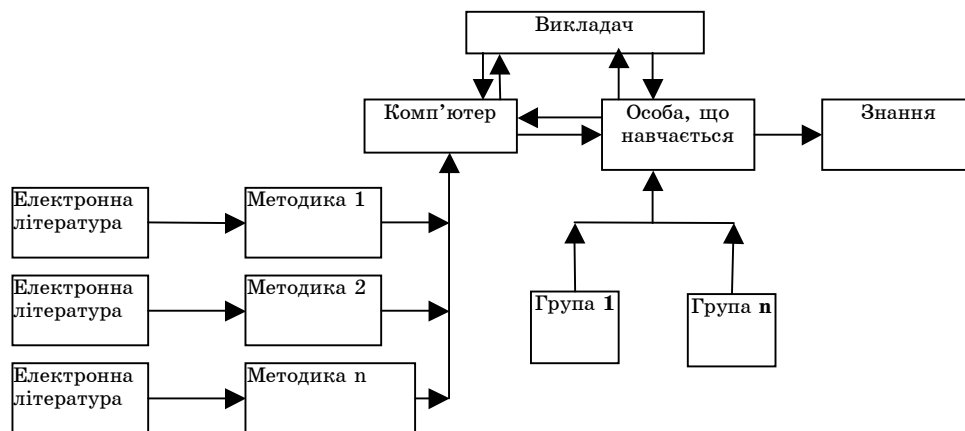 Викладач
Комп’ютер
Особа, що
навчається
Знання
Електронна
література
Методика 1
Електронна
література
Методика 2
Група 1
Група n
Електронна
література
Методика n